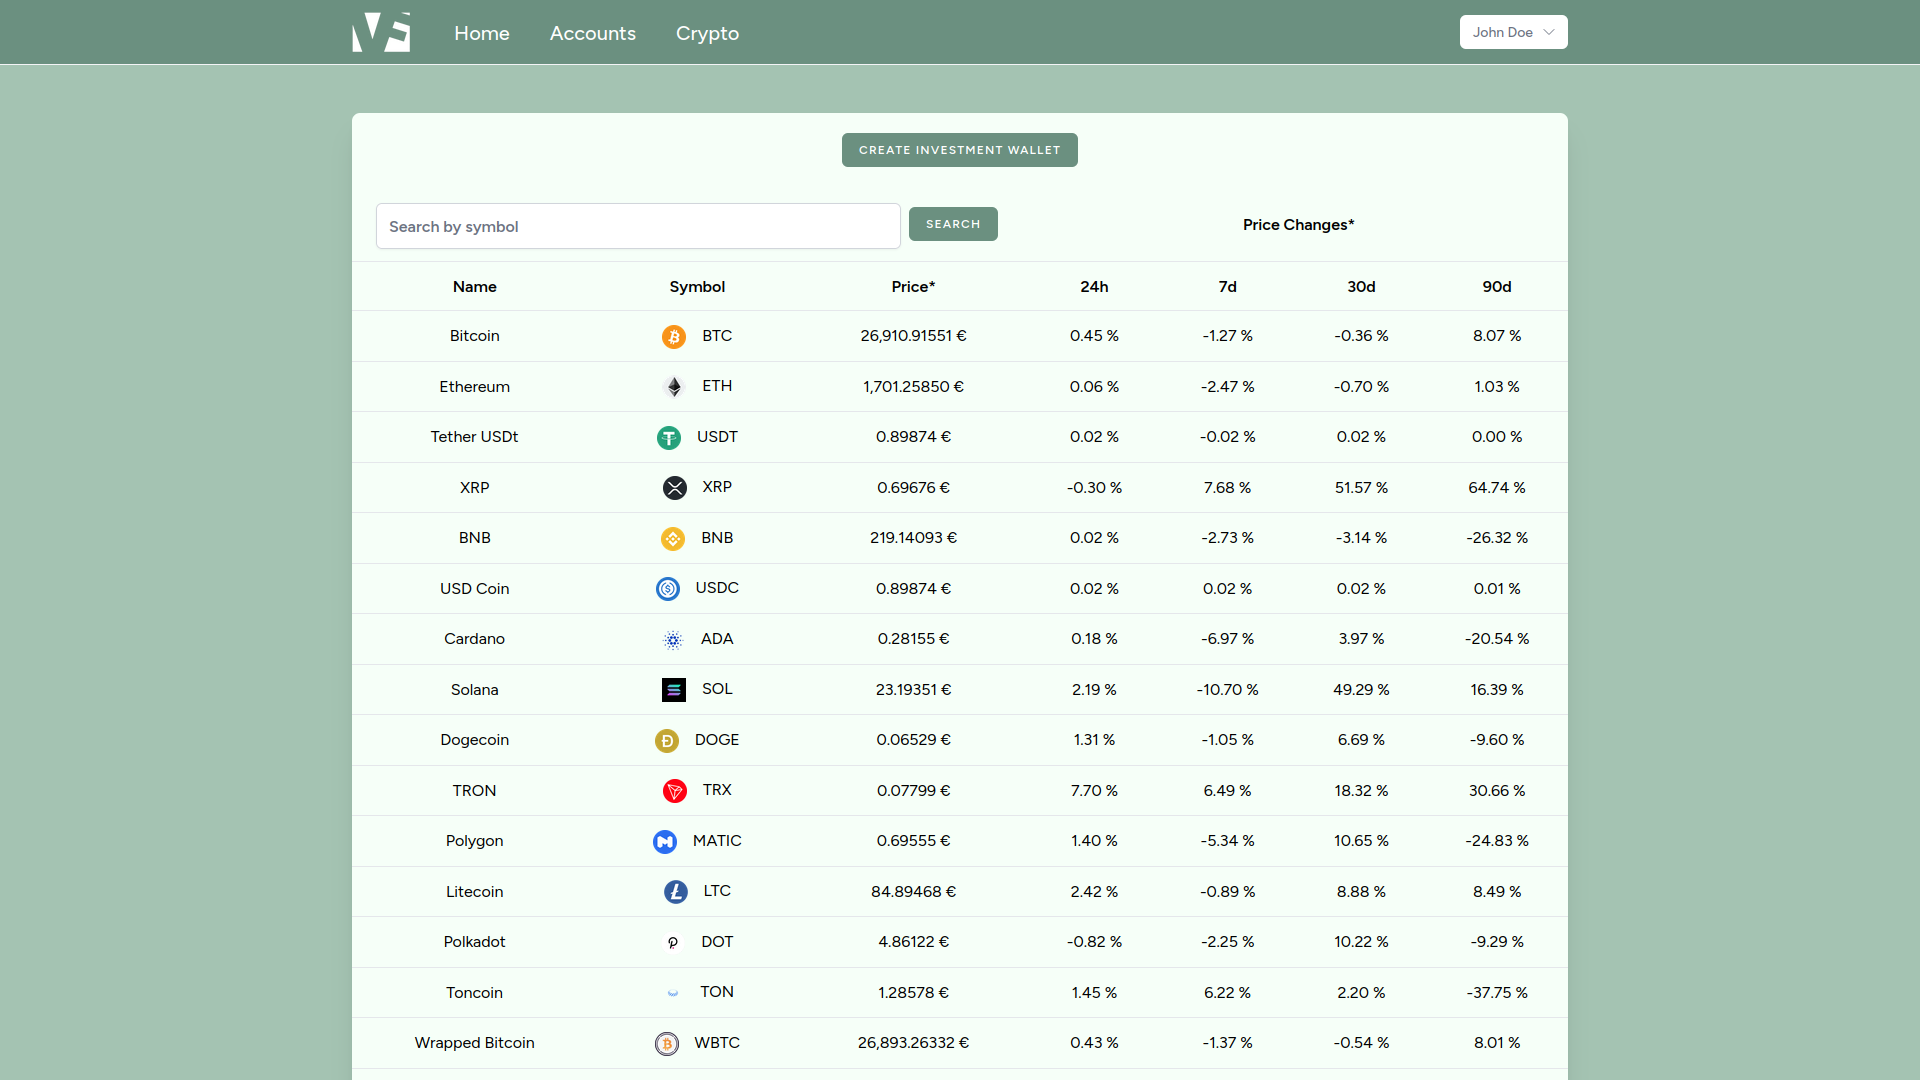 Home Accounts Crypto John Doe
CREATE INVESTMENT WALLET
Search by symbol SEARCH Price Changes*
Name Symbol Price* 24h 7d 30d 90d
Bitcoin BTC 26,910.91551 € 0.45 % -1.27 % -0.36 % 8.07 %
Ethereum ETH 1,701.25850 € 0.06 % -2.47 % -0.70 % 1.03 %
Tether USDt USDT 0.89874 € 0.02 % -0.02 % 0.02 % 0.00 %
XRP XRP 0.69676 € -0.30 % 7.68 % 51.57 % 64.74 %
BNB BNB 219.14093 € 0.02 % -2.73 % -3.14 % -26.32 %
USD Coin USDC 0.89874 € 0.02 % 0.02 % 0.02 % 0.01 %
Cardano ADA 0.28155 € 0.18 % -6.97 % 3.97 % -20.54 %
Solana SOL 23.19351 € 2.19 % -10.70 % 49.29 % 16.39 %
Dogecoin DOGE 0.06529 € 1.31 % -1.05 % 6.69 % -9.60 %
TRON TRX 0.07799 € 7.70 % 6.49 % 18.32 % 30.66 %
Polygon MATIC 0.69555 € 1.40 % -5.34 % 10.65 % -24.83 %
Litecoin LTC 84.89468 € 2.42 % -0.89 % 8.88 % 8.49 %
Polkadot DOT 4.86122 € -0.82 % -2.25 % 10.22 % -9.29 %
Toncoin TON 1.28578 € 1.45 % 6.22 % 2.20 % -37.75 %
Wrapped Bitcoin WBTC 26,893.26332 € 0.43 % -1.37 % -0.54 % 8.01 %